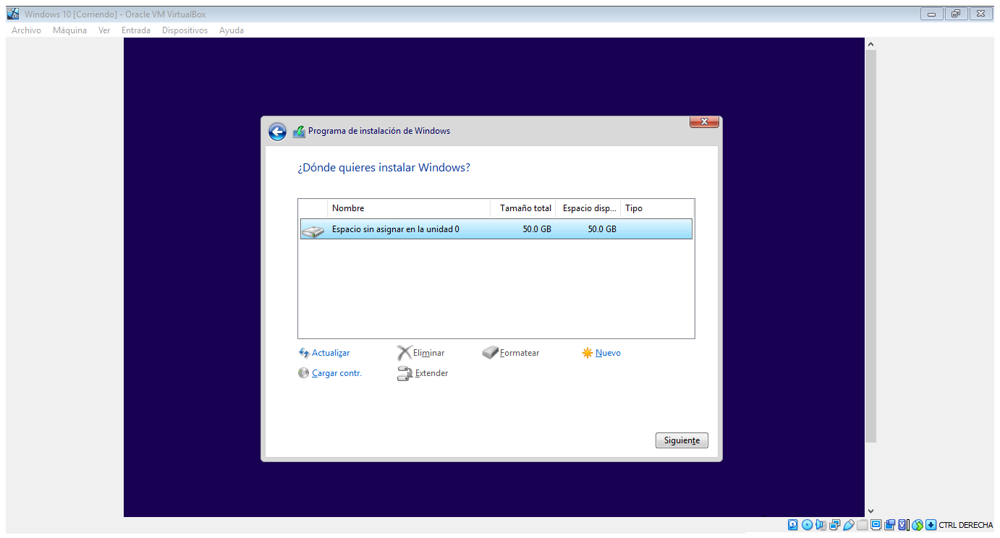 Windows 10 [Corriendo] - Oracle VM VirtualBox
Archivo Máquina Ver Entrada Dispositivos Ayuda
Programa de instalación de Windows
¿Dónde quieres instalar Windows?
Nombre Tamaño total Espacio disp... Tipo
Espacio sin asignar en la unidad 0 50.0 GB 50.0 GB
Actualizar Eliminar Formatear Nuevo
Cargar contr. Extender
Siguiente
CTRL DERECHA